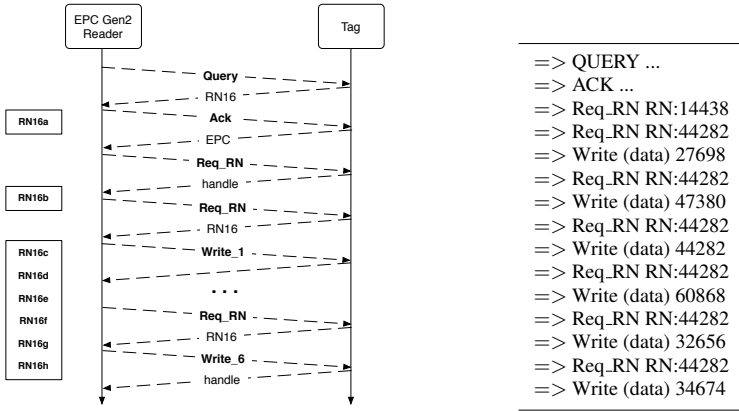 EPC Gen2
Reader
Tag
Query
RN16
RN16a
Ack
EPC
Req_RN
handle
RN16b
Req_RN
RN16
RN16c
Write_1
RN16d
. . .
RN16e
Req_RN
RN16f
RN16
RN16g
Write_6
RN16h
handle
=> QUERY ...
=> ACK ...
=> Req_RN RN:14438
=> Req_RN RN:44282
=> Write (data) 27698
=> Req_RN RN:44282
=> Write (data) 47380
=> Req_RN RN:44282
=> Write (data) 44282
=> Req_RN RN:44282
=> Write (data) 60868
=> Req_RN RN:44282
=> Write (data) 32656
=> Req_RN RN:44282
=> Write (data) 34674